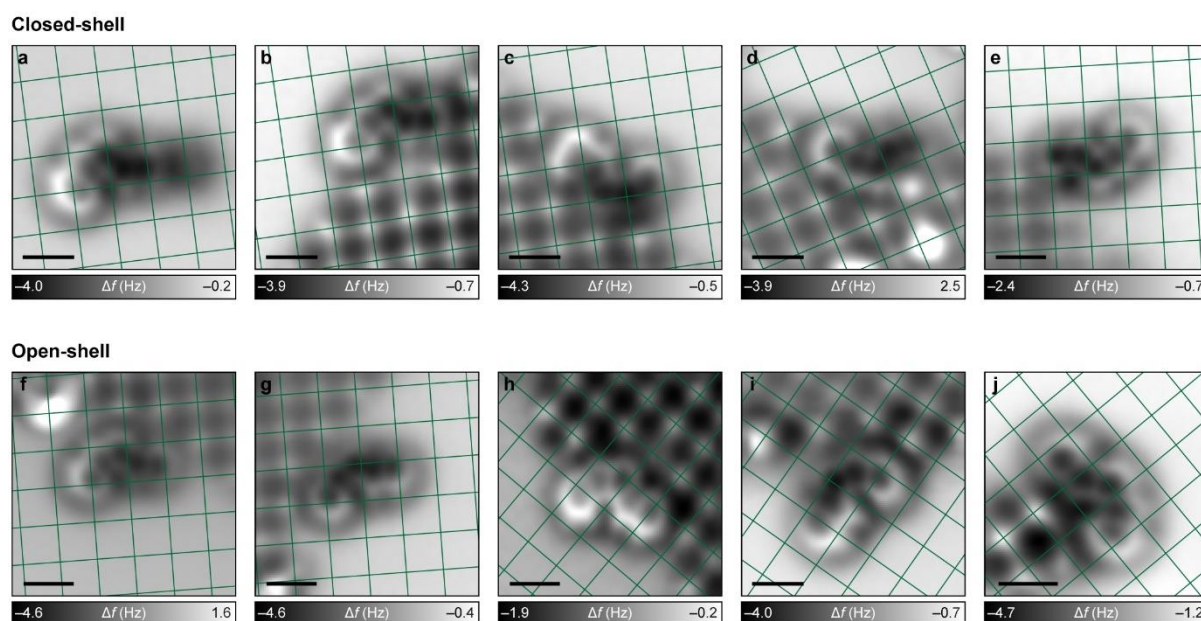 Closed-shell
a b c d e
–4.0 Δf (Hz) –0.2 –3.9 Δf (Hz) –0.7 –4.3 Δf (Hz) –0.5 –3.9 Δf (Hz) 2.5 –2.4 Δf (Hz) –0.7
Open-shell
f g h i j
–4.6 Δf (Hz) 1.6 –4.6 Δf (Hz) –0.4 –1.9 Δf (Hz) –0.2 –4.0 Δf (Hz) –0.7 –4.7 Δf (Hz) –1.2